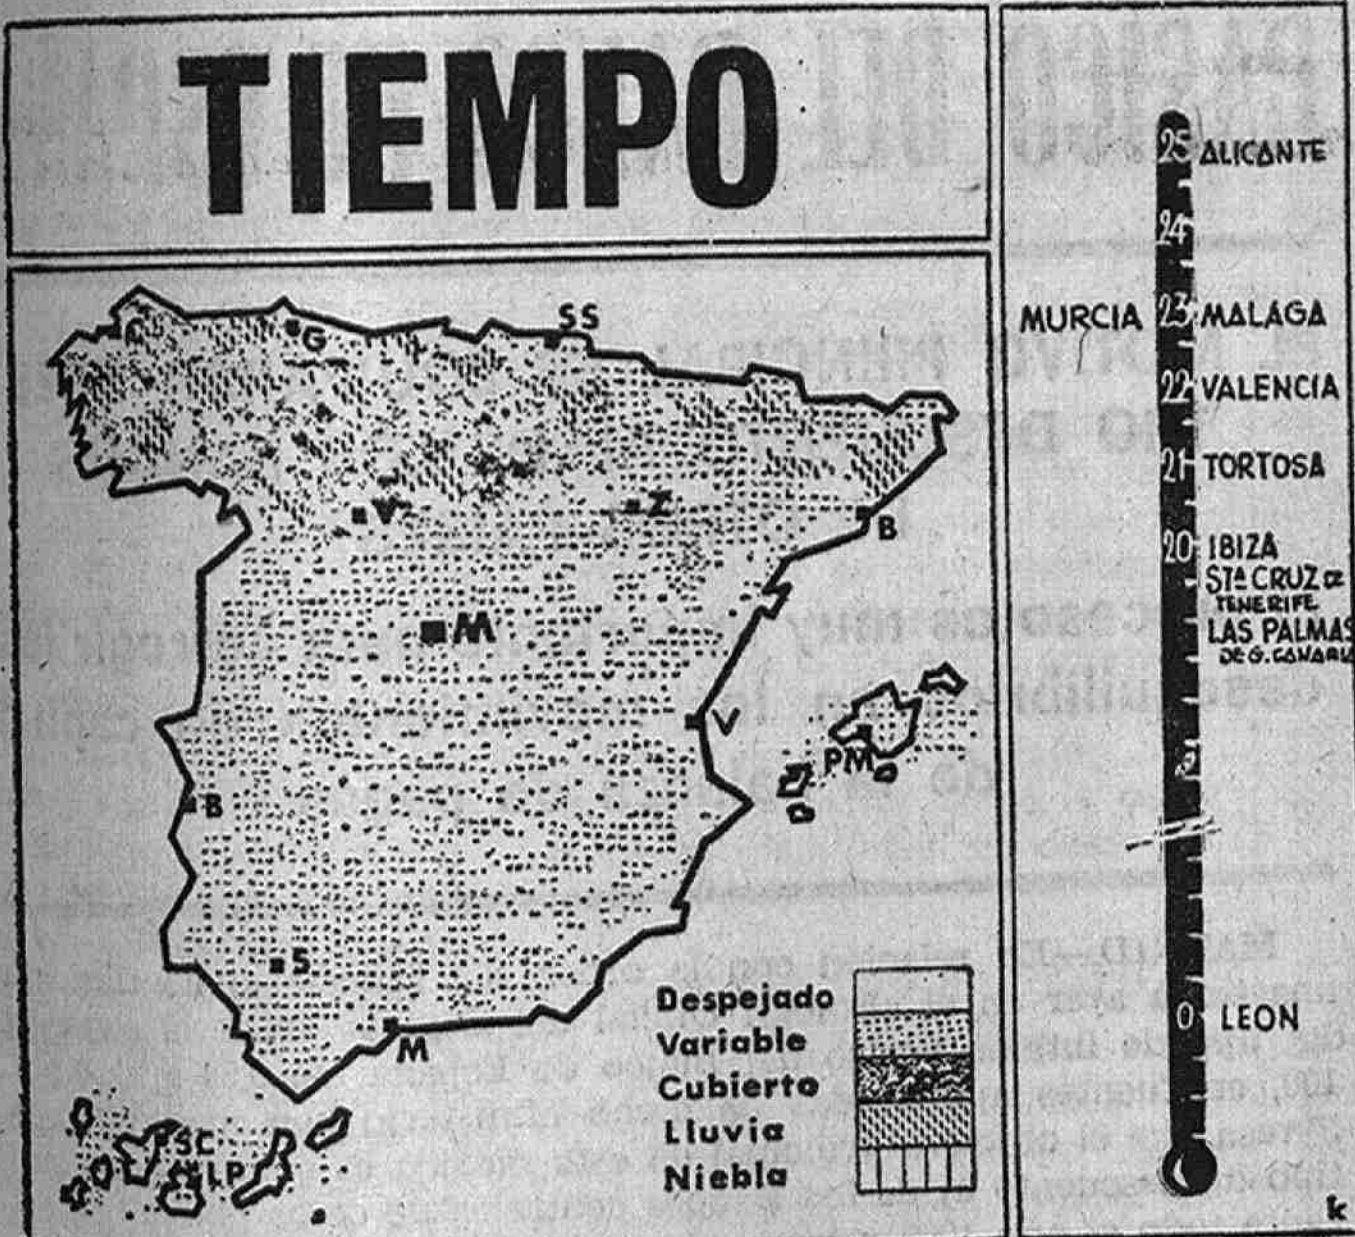 TIEMPO
C
G
SS
V
Z
B
M
V
PM
B
S
M
SC
LP
Despejado
Variable
Cubierto
Lluvia
Niebla
25 ALICANTE
24
MURCIA 23 MALAGA
22 VALENCIA
21 TORTOSA
20 IBIZA
STA CRUZ DE
TENERIFE
LAS PALMAS
DE G. CANARIA
0 LEON
k